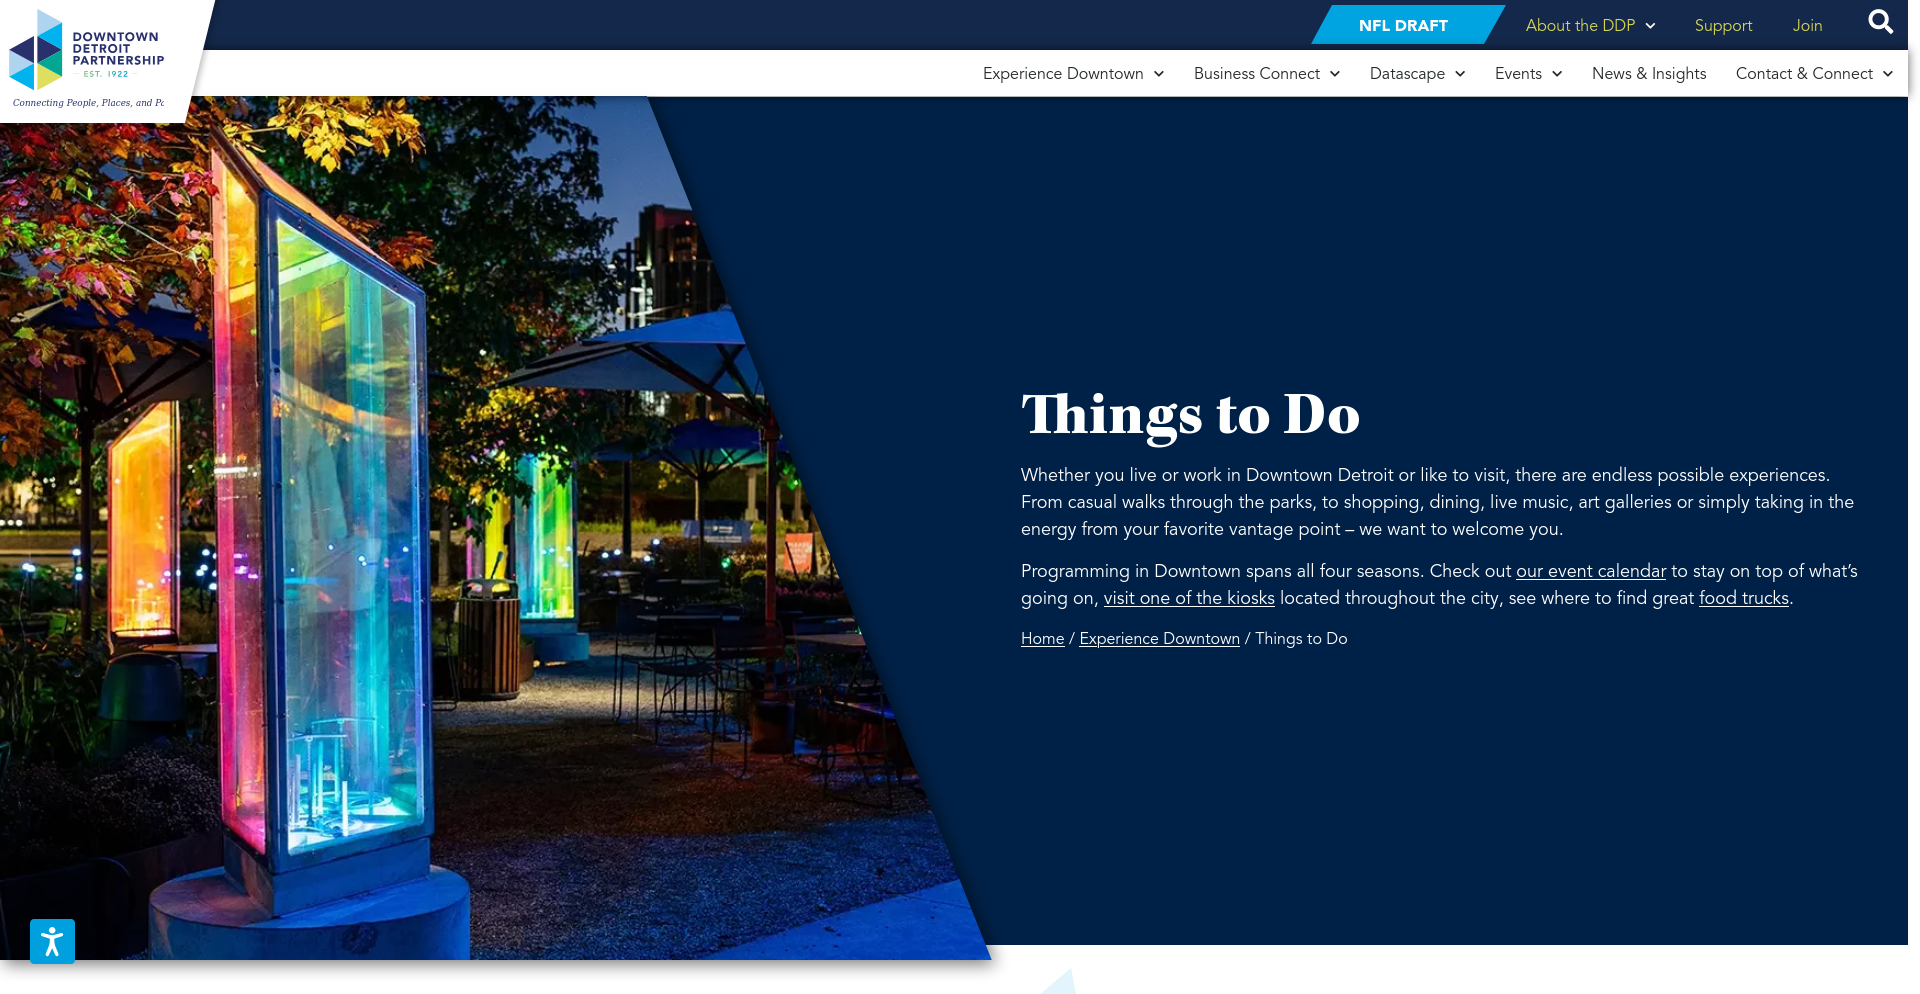 DOWNTOWN
DETROIT
PARTNERSHIP
EST. 1922
Connecting People, Places, and
NFL DRAFT
About the DDP
Support
Join
Experience Downtown
Business Connect
Datascape
Events
News & Insights
Contact & Connect
Things to Do
Whether you live or work in Downtown Detroit or like to visit, there are endless possible experiences.
From casual walks through the parks, to shopping, dining, live music, art galleries or simply taking in the
energy from your favorite vantage point – we want to welcome you.
Programming in Downtown spans all four seasons. Check out our event calendar to stay on top of what’s
going on, visit one of the kiosks located throughout the city, see where to find great food trucks.
Home / Experience Downtown / Things to Do